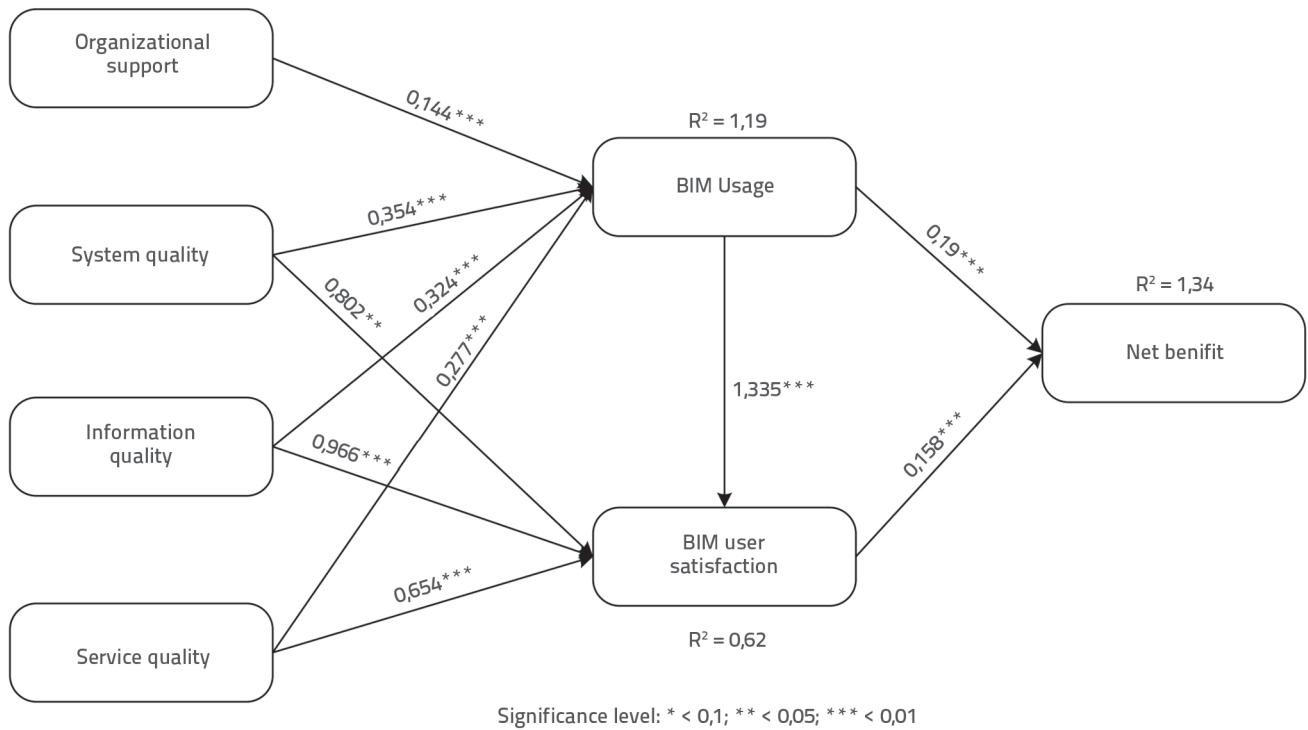 Organizational
support
0,144***
R² = 1,19
BIM Usage
0,354***
System quality
0,19***
0,324***
0,802**
R² = 1,34
Net benifit
0,277***
1,335***
Information
quality
0,966***
0,158***
BIM user
satisfaction
0,654***
R² = 0,62
Service quality
Significance level: * < 0,1; ** < 0,05; *** < 0,01